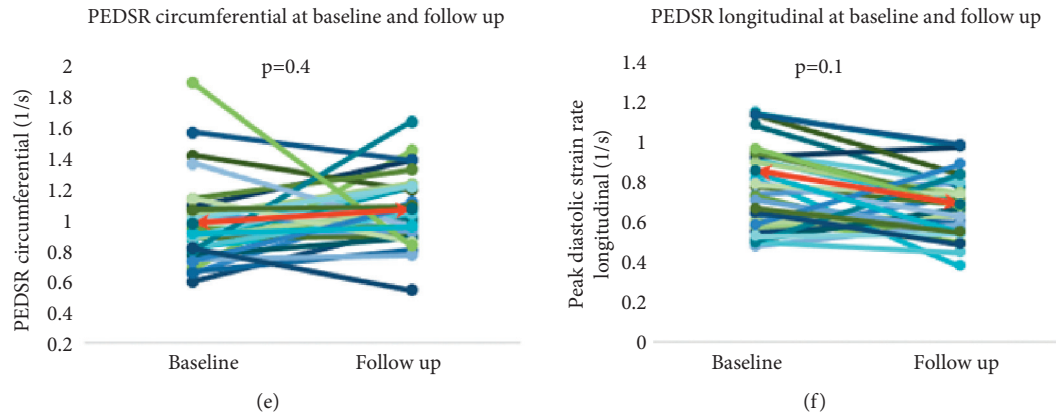 PEDSR circumferential at baseline and follow up
p=0.4
PEDSR circumferential (1/s)
2
1.8
1.6
1.4
1.2
1
0.8
0.6
0.4
0.2
Baseline
Follow up
(e)
PEDSR longitudinal at baseline and follow up
p=0.1
Peak diastolic strain rate
longitudinal (1/s)
1.4
1.2
1
0.8
0.6
0.4
0.2
0
Baseline
Follow up
(f)